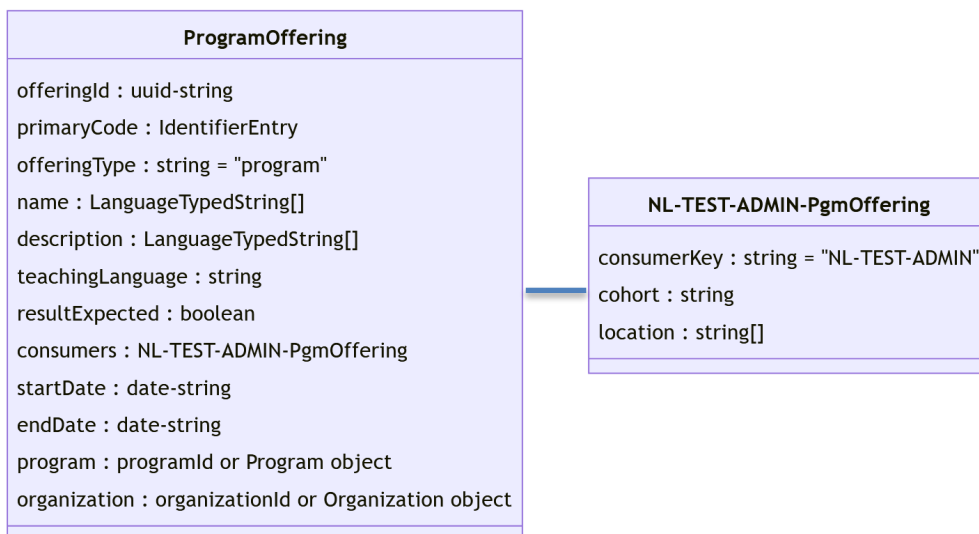 ProgramOffering
offeringId : uuid-string
primaryCode : IdentifierEntry
offeringType : string = "program"
name : LanguageTypedString[]
description : LanguageTypedString[]
teachingLanguage : string
resultExpected : boolean
consumers : NL-TEST-ADMIN-PgmOffering
startDate : date-string
endDate : date-string
program : programId or Program object
organization : organizationId or Organization object
NL-TEST-ADMIN-PgmOffering
consumerKey : string = "NL-TEST-ADMIN"
cohort : string
location : string[]